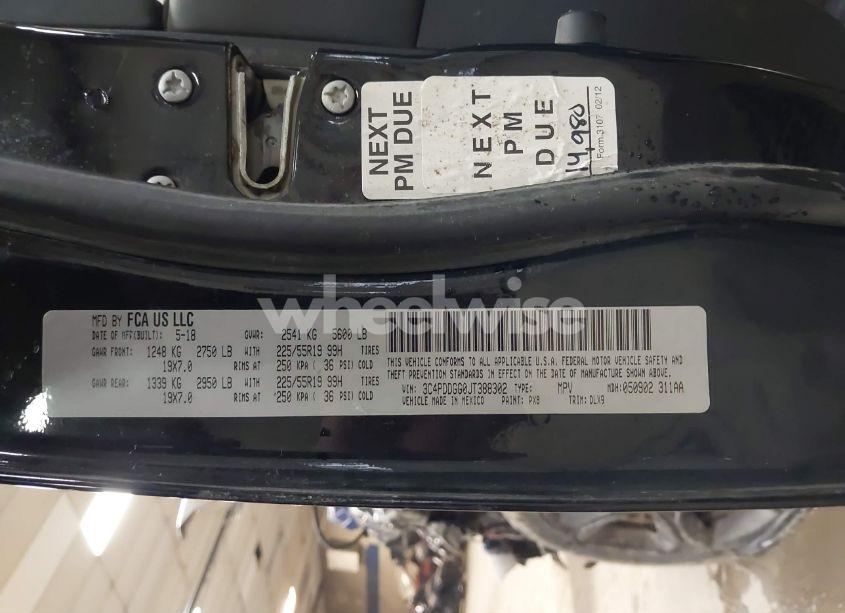 NEXT
PM DUE
NEXT
PM
DUE
14,980
Form 3107 02/12
wheelwise
MFD BY FCA US LLC
DATE OF MFR(BUILT): 5-18 GVWR: 2541 KG 5600 LB
GAWR FRONT: 1248 KG 2750 LB WITH 225/55R19 99H TIRES
19X7.0 RIMS AT 250 KPA ( 36 PSI) COLD
GAWR REAR: 1339 KG 2950 LB WITH 225/55R19 99H TIRES
19X7.0 RIMS AT 250 KPA ( 36 PSI) COLD
THIS VEHICLE CONFORMS TO ALL APPLICABLE U.S.A. FEDERAL MOTOR VEHICLE SAFETY AND
THEFT PREVENTION STANDARDS IN EFFECT ON THE DATE OF MANUFACTURE SHOWN ABOVE.
VIN: 3C4PDDGG0JT386302 TYPE: MPV MDH:050902 311AA
VEHICLE MADE IN MEXICO PAINT: PX8 TRIM: DLX9